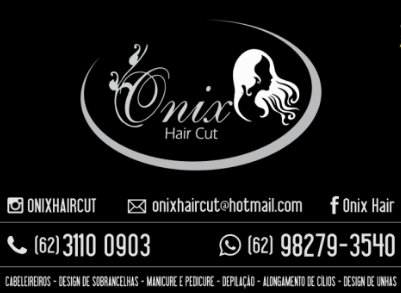 Onix
Hair Cut
ONIXHAIRCUT onixhaircut@hotmail.com Onix Hair
(62) 3110 0903 (62) 98279-3540
CABELEIREIROS - DESIGN DE SOBRANCELHAS - MANICURE E PEDICURE - DEPILAÇÃO - ALONGAMENTO DE CÍLIOS - DESIGN DE UNHAS